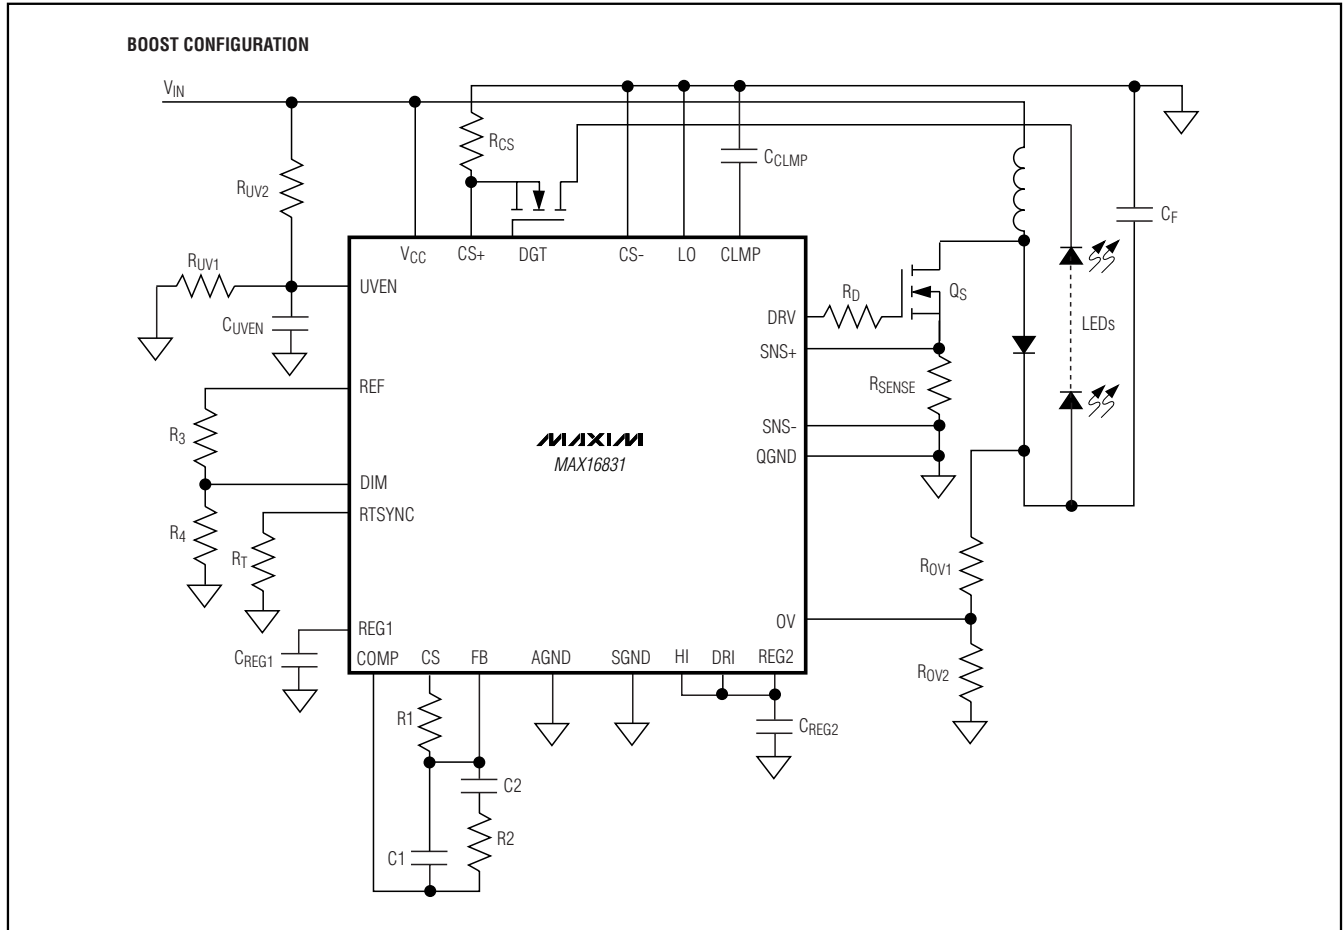 BOOST CONFIGURATION
VIN
RCS
CCLMP
RUV2
CF
VCC CS+ DGT CS- LO CLMP
RUV1
UVEN
CUVEN
RD
QS
DRV
LEDs
SNS+
REF
RSENSE
R3
SNS-
MAXIM
MAX16831
QGND
DIM
RTSYNC
R4
RT
ROV1
OV
REG1
CREG1
COMP CS FB AGND SGND HI DRI REG2
ROV2
R1
CREG2
C2
R2
C1